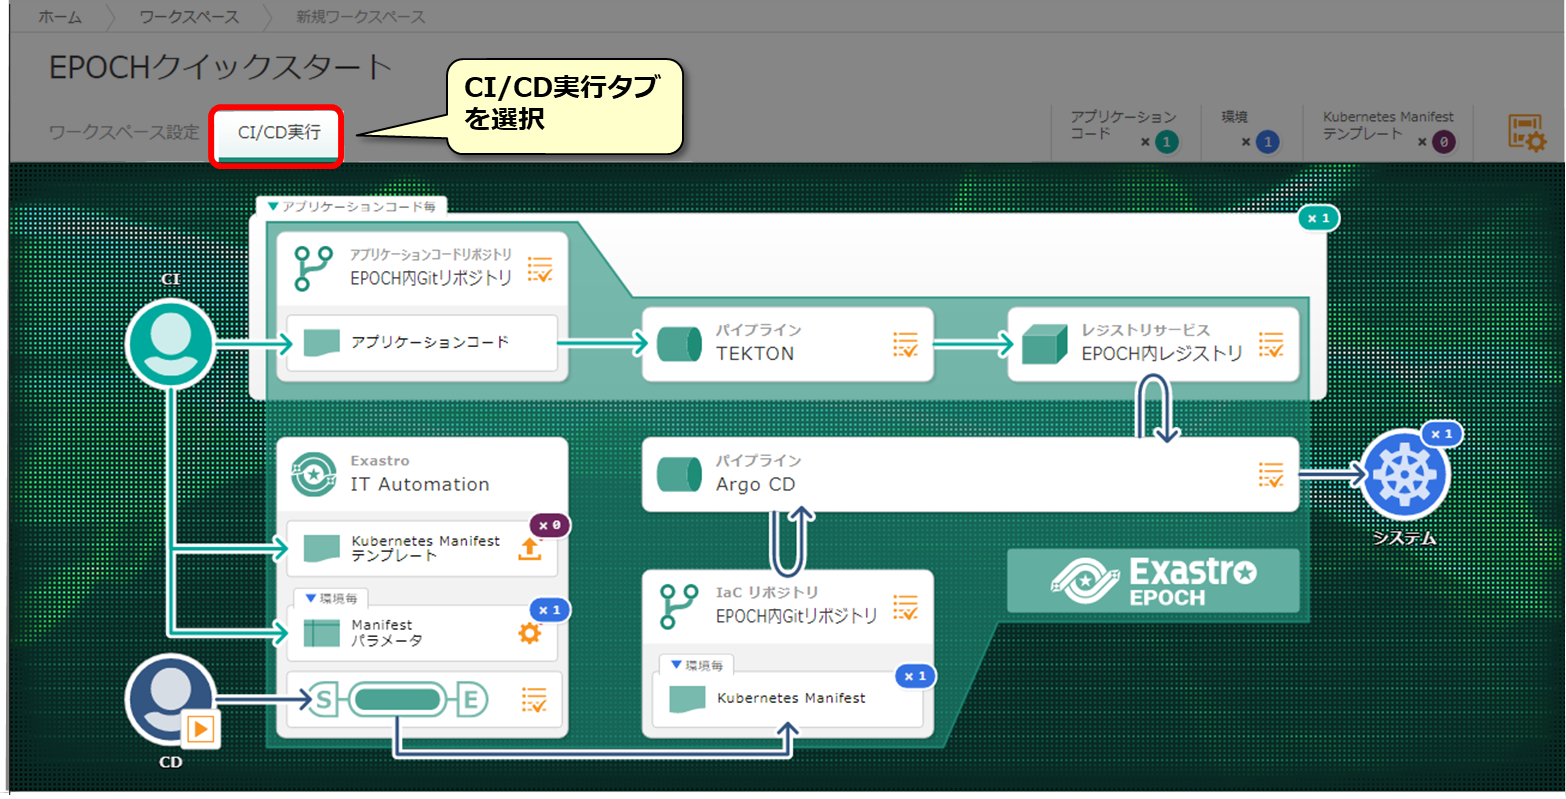 ホーム
ワークスペース
新規ワークスペース
EPOCHクイックスタート
CI/CD実行タブ
を選択
ワークスペース設定
CI/CD実行
アプリケーション
コード
×1
環境
×1
Kubernetes Manifest
テンプレート
×0
▼アプリケーションコード毎
×1
アプリケーションコードリポジトリ
EPOCH内Gitリポジトリ
CI
アプリケーションコード
パイプライン
TEKTON
レジストリサービス
EPOCH内レジストリ
Exastro
IT Automation
パイプライン
Argo CD
×1
システム
Kubernetes Manifest
テンプレート
×0
▼環境毎
Manifest
パラメータ
×1
IaC リポジトリ
EPOCH内Gitリポジトリ
Exastro
EPOCH
▼環境毎
×1
Kubernetes Manifest
S
E
CD